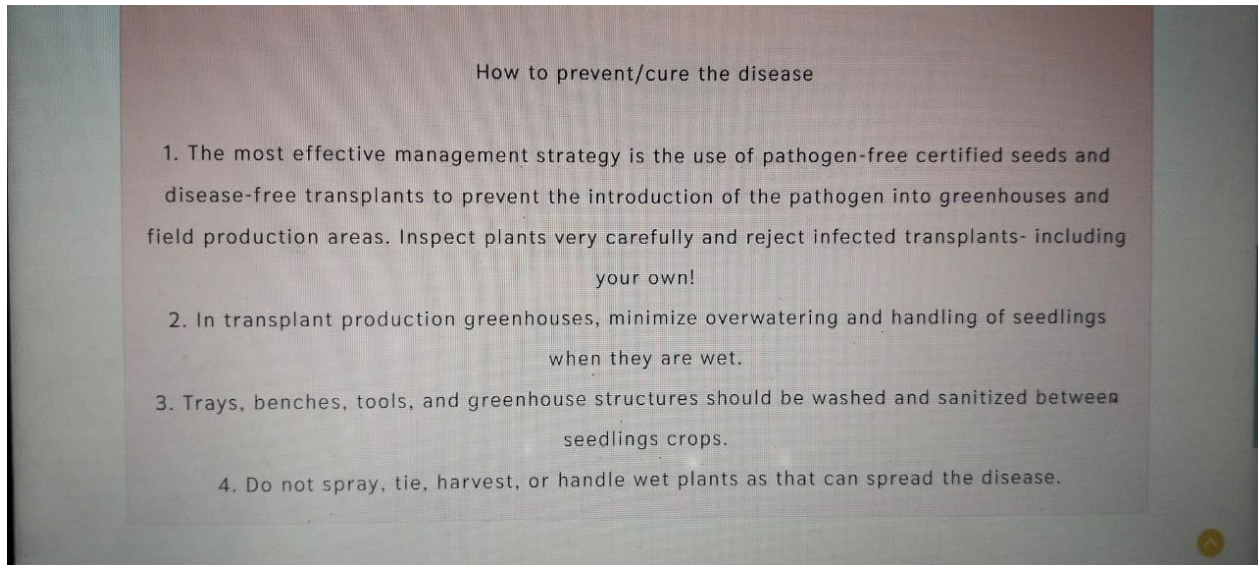 How to prevent/cure the disease
1. The most effective management strategy is the use of pathogen-free certified seeds and
disease-free transplants to prevent the introduction of the pathogen into greenhouses and
field production areas. Inspect plants very carefully and reject infected transplants- including
your own!
2. In transplant production greenhouses, minimize overwatering and handling of seedlings
when they are wet.
3. Trays, benches, tools, and greenhouse structures should be washed and sanitized between
seedlings crops.
4. Do not spray, tie, harvest, or handle wet plants as that can spread the disease.